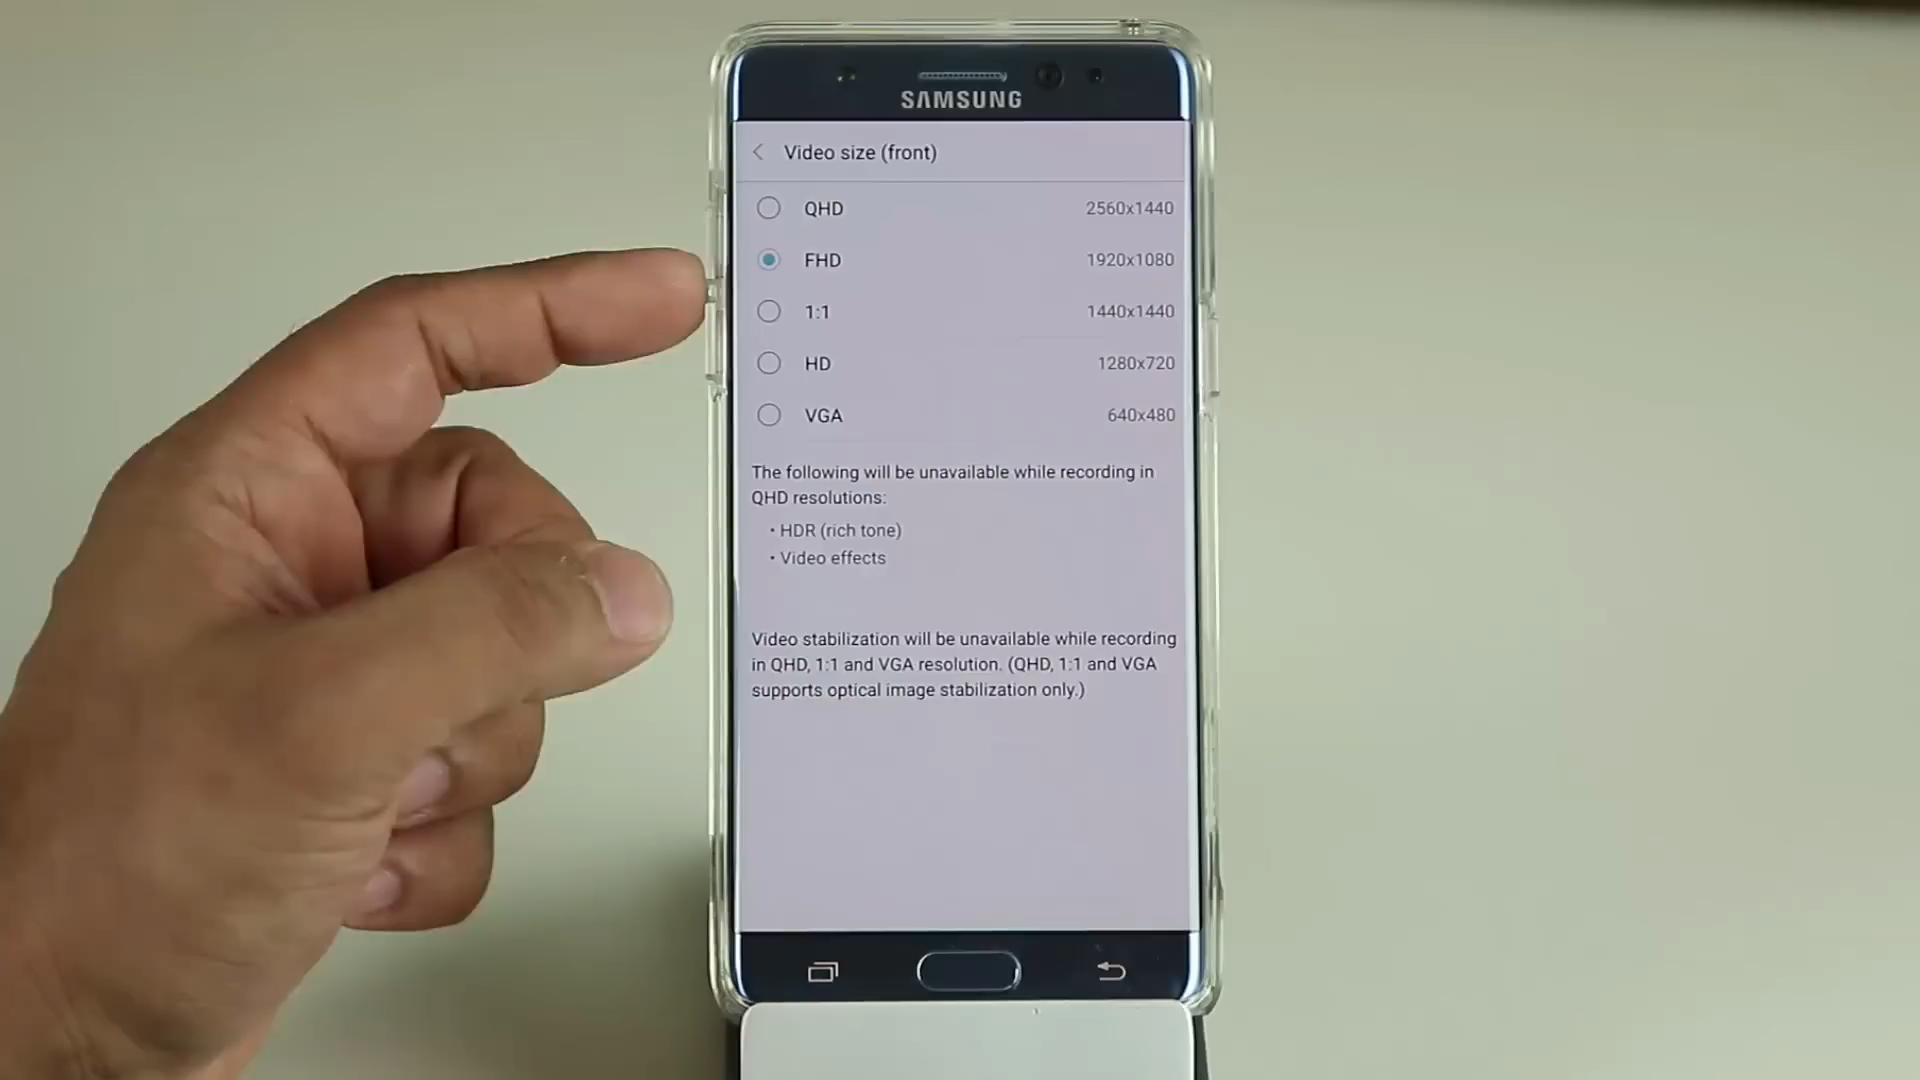 SAMSUNG
Video size (front)
QHD 2560x1440
FHD 1920x1080
1:1 1440x1440
HD 1280x720
VGA 640x480
The following will be unavailable while recording in
QHD resolutions:
• HDR (rich tone)
• Video effects
Video stabilization will be unavailable while recording
in QHD, 1:1 and VGA resolution. (QHD, 1:1 and VGA
supports optical image stabilization only.)